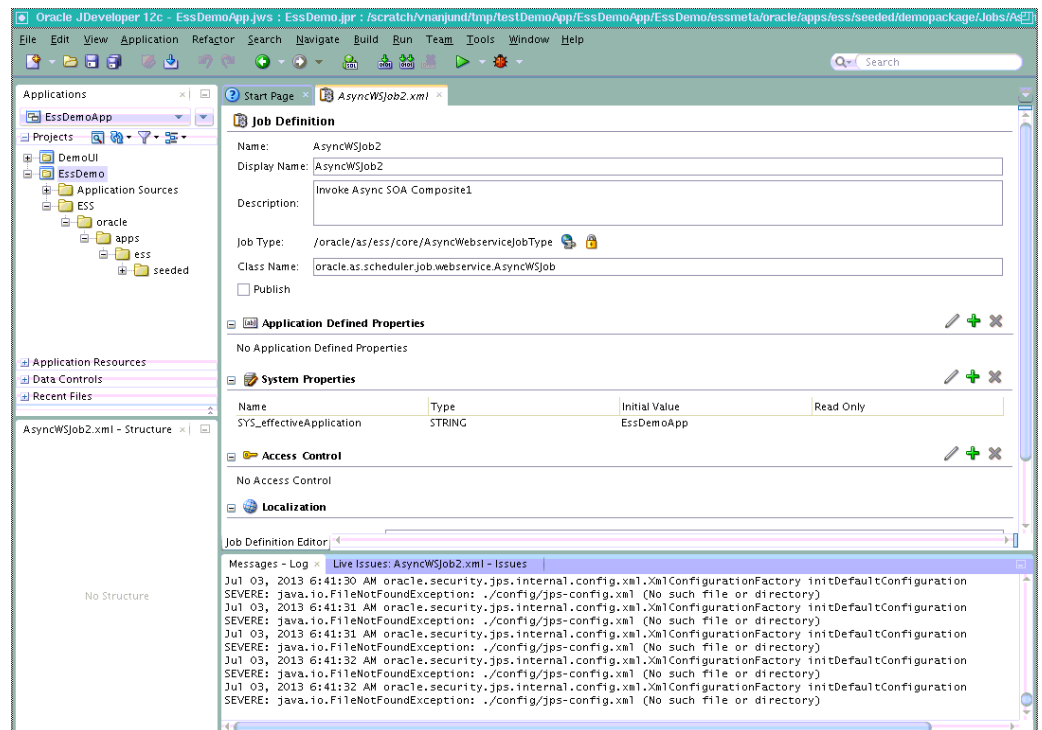 Oracle JDeveloper 12c - EssDemoApp.jws : EssDemo.jpr : /scratch/vnanjund/tmp/testDemoApp/EssDemoApp/EssDemo/essmeta/oracle/apps/ess/seeded/demopackage/Jobs/As
File Edit View Application Refactor Search Navigate Build Run Team Tools Window Help
Search
Applications
EssDemoApp
Projects
DemoUI
EssDemo
Application Sources
ESS
oracle
apps
ess
seeded
Application Resources
Data Controls
Recent Files
AsyncWSJob2.xml - Structure
No Structure
Start Page
AsyncWSJob2.xml
Job Definition
Name: AsyncWSJob2
Display Name: AsyncWSJob2
Description: Invoke Async SOA Composite1
Job Type: /oracle/as/ess/core/AsyncWebserviceJobType
Class Name: oracle.as.scheduler.job.webservice.AsyncWSJob
Publish
Application Defined Properties
No Application Defined Properties
System Properties
Name Type Initial Value Read Only
SYS_effectiveApplication STRING EssDemoApp
Access Control
No Access Control
Localization
Job Definition Editor
Messages - Log Live Issues: AsyncWSJob2.xml - Issues
Jul 03, 2013 6:41:30 AM oracle.security.jps.internal.config.xml.XmlConfigurationFactory initDefaultConfiguration
SEVERE: java.io.FileNotFoundException: ./config/jps-config.xml (No such file or directory)
Jul 03, 2013 6:41:31 AM oracle.security.jps.internal.config.xml.XmlConfigurationFactory initDefaultConfiguration
SEVERE: java.io.FileNotFoundException: ./config/jps-config.xml (No such file or directory)
Jul 03, 2013 6:41:31 AM oracle.security.jps.internal.config.xml.XmlConfigurationFactory initDefaultConfiguration
SEVERE: java.io.FileNotFoundException: ./config/jps-config.xml (No such file or directory)
Jul 03, 2013 6:41:32 AM oracle.security.jps.internal.config.xml.XmlConfigurationFactory initDefaultConfiguration
SEVERE: java.io.FileNotFoundException: ./config/jps-config.xml (No such file or directory)
Jul 03, 2013 6:41:32 AM oracle.security.jps.internal.config.xml.XmlConfigurationFactory initDefaultConfiguration
SEVERE: java.io.FileNotFoundException: ./config/jps-config.xml (No such file or directory)